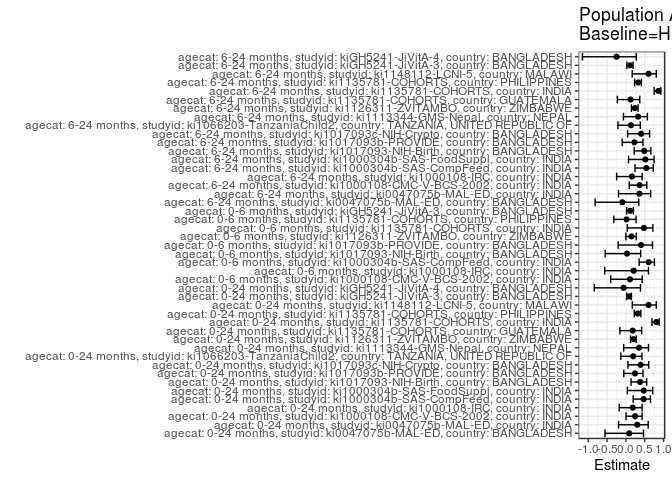 Population A
Baseline=H
agecat: 6-24 months, studyid: kiGH5241-JiVitA-4, country: BANGLADESH
agecat: 6-24 months, studyid: kiGH5241-JiVitA-3, country: BANGLADESH
agecat: 6-24 months, studyid: ki1148112-LCNI-5, country: MALAWI
agecat: 6-24 months, studyid: ki1135781-COHORTS, country: PHILIPPINES
agecat: 6-24 months, studyid: ki1135781-COHORTS, country: INDIA
agecat: 6-24 months, studyid: ki1135781-COHORTS, country: GUATEMALA
agecat: 6-24 months, studyid: ki1126311-ZVITAMBO, country: ZIMBABWE
agecat: 6-24 months, studyid: ki1113344-GMS-Nepal, country: NEPAL
agecat: 6-24 months, studyid: ki1066203-TanzaniaChild2, country: TANZANIA, UNITED REPUBLIC OF
agecat: 6-24 months, studyid: ki1017093c-NIH-Crypto, country: BANGLADESH
agecat: 6-24 months, studyid: ki1017093b-PROVIDE, country: BANGLADESH
agecat: 6-24 months, studyid: ki1017093-NIH-Birth, country: BANGLADESH
agecat: 6-24 months, studyid: ki1000304b-SAS-FoodSuppl, country: INDIA
agecat: 6-24 months, studyid: ki1000304b-SAS-CompFeed, country: INDIA
agecat: 6-24 months, studyid: ki1000108-IRC, country: INDIA
agecat: 6-24 months, studyid: ki1000108-CMC-V-BCS-2002, country: INDIA
agecat: 6-24 months, studyid: ki0047075b-MAL-ED, country: INDIA
agecat: 6-24 months, studyid: ki0047075b-MAL-ED, country: BANGLADESH
agecat: 0-6 months, studyid: kiGH5241-JiVitA-3, country: BANGLADESH
agecat: 0-6 months, studyid: ki1135781-COHORTS, country: PHILIPPINES
agecat: 0-6 months, studyid: ki1135781-COHORTS, country: INDIA
agecat: 0-6 months, studyid: ki1126311-ZVITAMBO, country: ZIMBABWE
agecat: 0-6 months, studyid: ki1017093b-PROVIDE, country: BANGLADESH
agecat: 0-6 months, studyid: ki1017093-NIH-Birth, country: BANGLADESH
agecat: 0-6 months, studyid: ki1000304b-SAS-CompFeed, country: INDIA
agecat: 0-6 months, studyid: ki1000108-IRC, country: INDIA
agecat: 0-6 months, studyid: ki1000108-CMC-V-BCS-2002, country: INDIA
agecat: 0-24 months, studyid: kiGH5241-JiVitA-4, country: BANGLADESH
agecat: 0-24 months, studyid: kiGH5241-JiVitA-3, country: BANGLADESH
agecat: 0-24 months, studyid: ki1148112-LCNI-5, country: MALAWI
agecat: 0-24 months, studyid: ki1135781-COHORTS, country: PHILIPPINES
agecat: 0-24 months, studyid: ki1135781-COHORTS, country: INDIA
agecat: 0-24 months, studyid: ki1135781-COHORTS, country: GUATEMALA
agecat: 0-24 months, studyid: ki1126311-ZVITAMBO, country: ZIMBABWE
agecat: 0-24 months, studyid: ki1113344-GMS-Nepal, country: NEPAL
agecat: 0-24 months, studyid: ki1066203-TanzaniaChild2, country: TANZANIA, UNITED REPUBLIC OF
agecat: 0-24 months, studyid: ki1017093c-NIH-Crypto, country: BANGLADESH
agecat: 0-24 months, studyid: ki1017093b-PROVIDE, country: BANGLADESH
agecat: 0-24 months, studyid: ki1017093-NIH-Birth, country: BANGLADESH
agecat: 0-24 months, studyid: ki1000304b-SAS-FoodSuppl, country: INDIA
agecat: 0-24 months, studyid: ki1000304b-SAS-CompFeed, country: INDIA
agecat: 0-24 months, studyid: ki1000108-IRC, country: INDIA
agecat: 0-24 months, studyid: ki1000108-CMC-V-BCS-2002, country: INDIA
agecat: 0-24 months, studyid: ki0047075b-MAL-ED, country: INDIA
agecat: 0-24 months, studyid: ki0047075b-MAL-ED, country: BANGLADESH
-1.0-0.50.00.51.0
Estimate